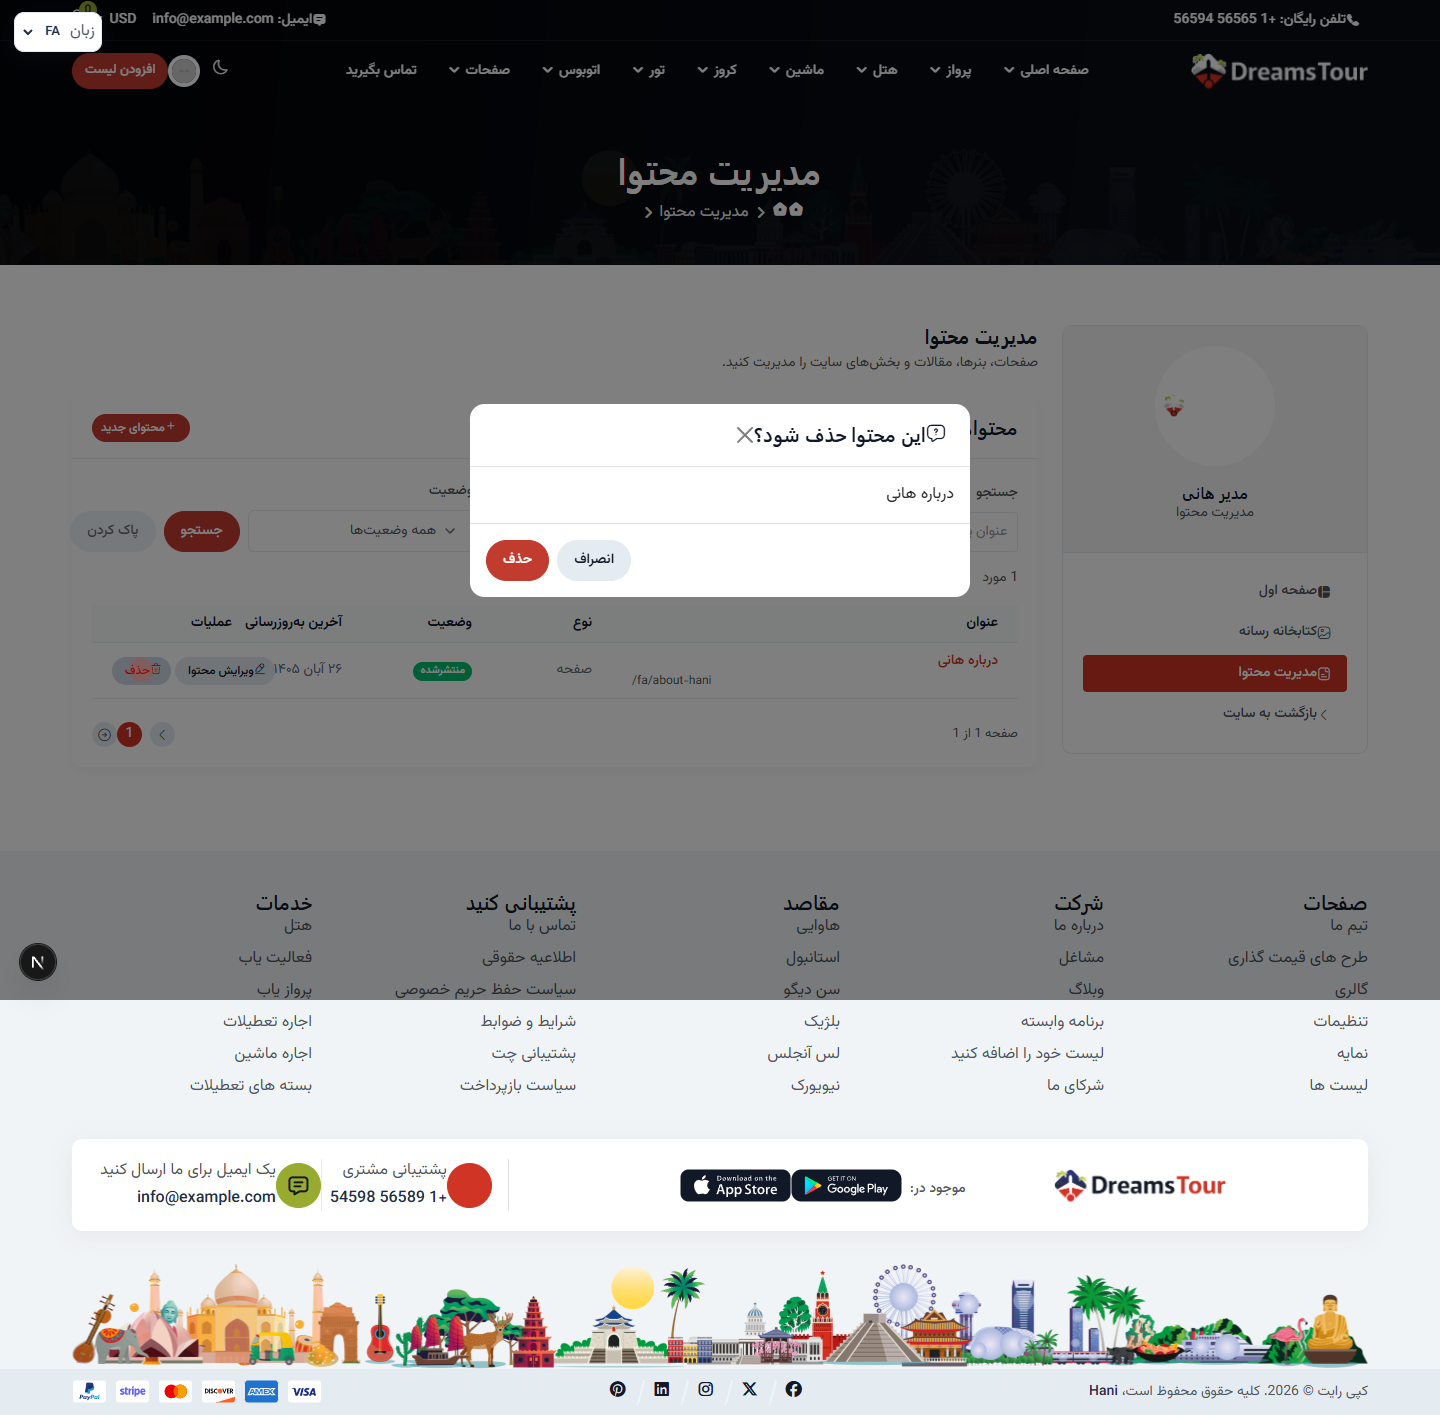 تلفن رایگان: +1 56565 56594
ایمیل: info@example.com
USD
0
زبان FA
DreamsTour
صفحه اصلی
پرواز
هتل
ماشین
کروز
تور
اتوبوس
صفحات
تماس بگیرید
افزودن لیست
مدیریت محتوا
مدیریت محتوا
مدیر هانی
مدیریت محتوا
صفحه اول
کتابخانه رسانه
مدیریت محتوا
بازگشت به سایت
مدیریت محتوا
صفحات، بنرها، مقالات و بخش‌های سایت را مدیریت کنید.
محتوای جدید
این محتوا حذف شود؟
درباره هانی
انصراف
حذف
جستجو
عنوان
وضعیت
همه وضعیت‌ها
جستجو
پاک کردن
1 مورد
عنوان
نوع
وضعیت
آخرین به‌روزرسانی
عملیات
درباره هانی
/fa/about-hani
صفحه
منتشرشده
۲۶ آبان ۱۴۰۵
ویرایش محتوا
حذف
صفحه 1 از 1
1
صفحات
تیم ما
طرح های قیمت گذاری
گالری
تنظیمات
نمایه
لیست ها
شرکت
درباره ما
مشاغل
وبلاگ
برنامه وابسته
لیست خود را اضافه کنید
شرکای ما
مقاصد
هاوایی
استانبول
سن دیگو
بلژیک
لس آنجلس
نیویورک
پشتیبانی کنید
تماس با ما
اطلاعیه حقوقی
سیاست حفظ حریم خصوصی
شرایط و ضوابط
پشتیبانی چت
سیاست بازپرداخت
خدمات
هتل
فعالیت یاب
پرواز یاب
اجاره تعطیلات
اجاره ماشین
بسته های تعطیلات
N
DreamsTour
موجود در:
GET IT ON
Google Play
Download on the
App Store
پشتیبانی مشتری
+1 56589 54598
یک ایمیل برای ما ارسال کنید
info@example.com
کپی رایت © 2026. کلیه حقوق محفوظ است، Hani
PayPal
stripe
DISCOVER
AMEX
VISA